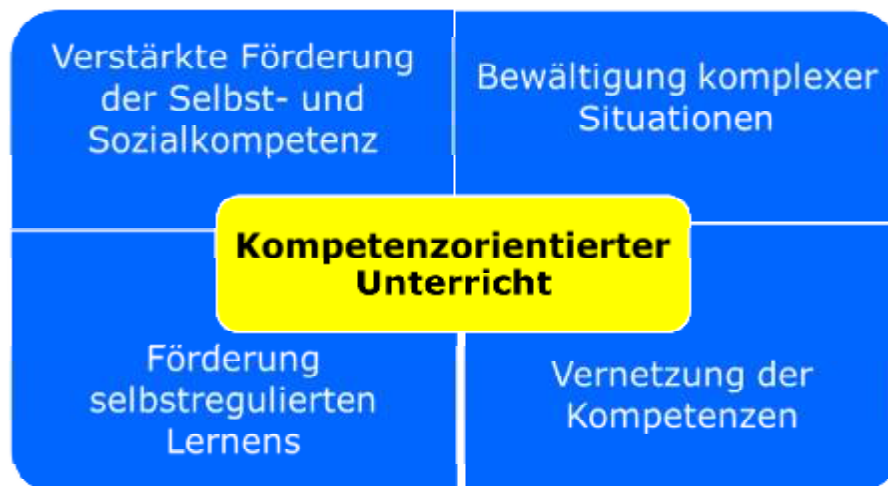 Verstärkte Förderung
der Selbst- und
Sozialkompetenz
Bewältigung komplexer
Situationen
Kompetenzorientierter
Unterricht
Förderung
selbstregulierten
Lernens
Vernetzung der
Kompetenzen